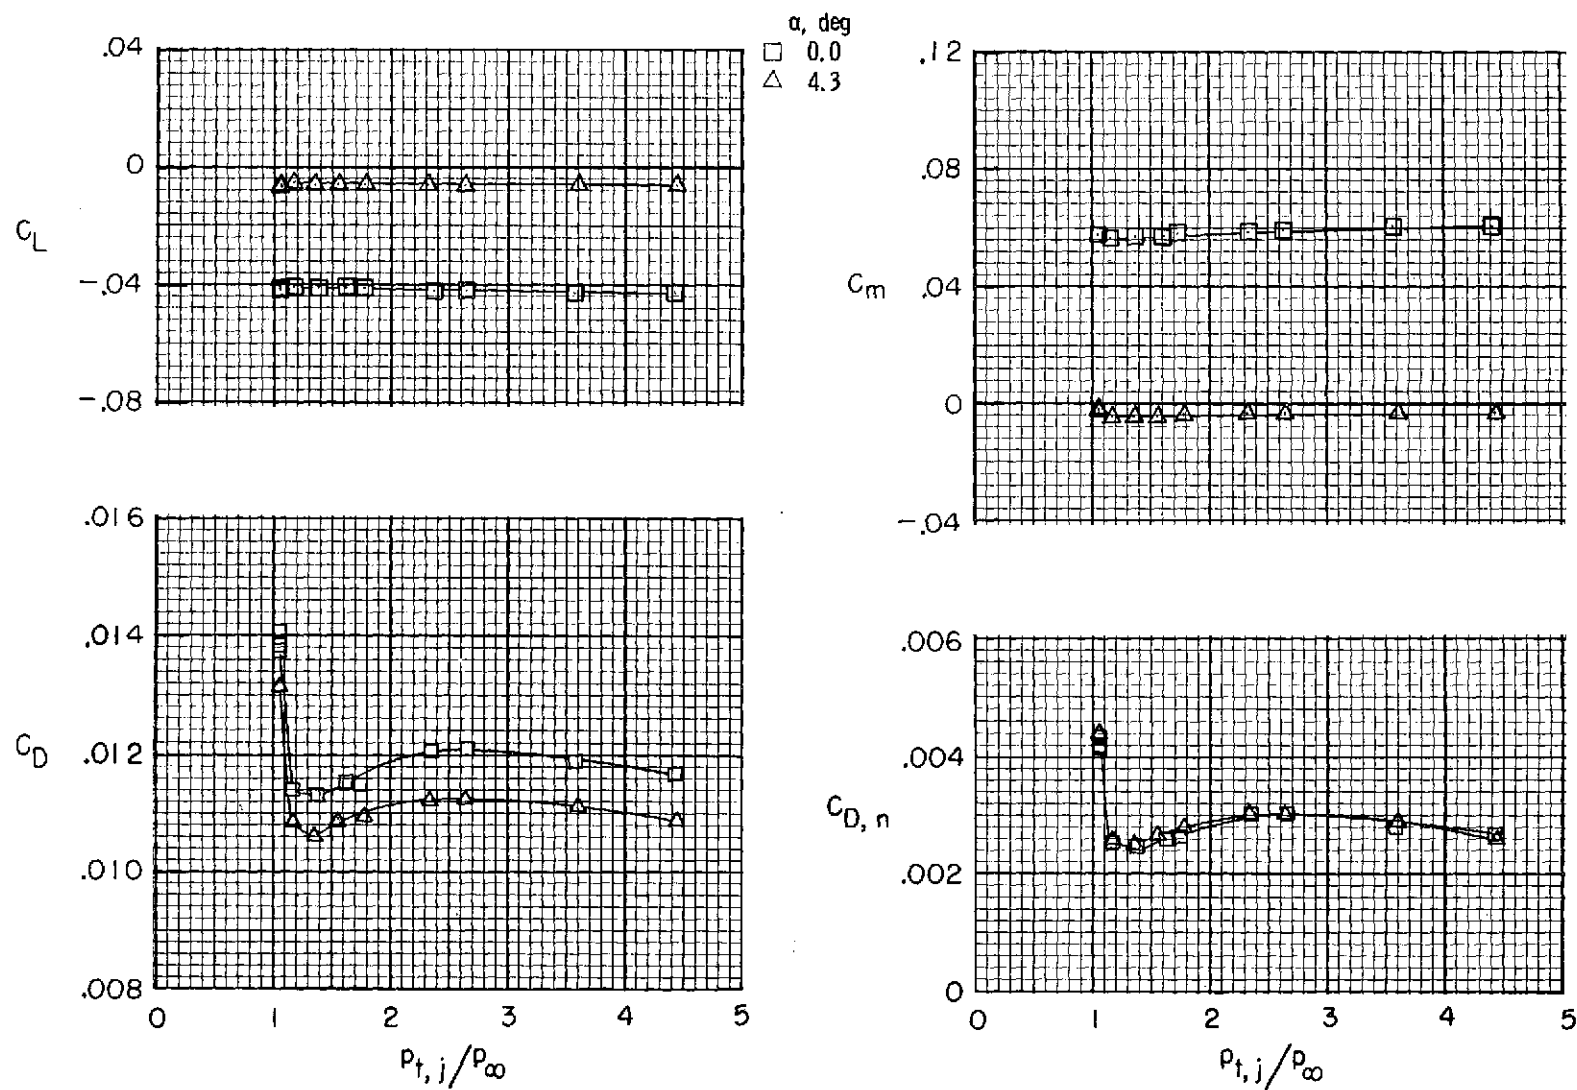 α, deg
□ 0.0
△ 4.3
.04
0
-.04
-.08
C_L
.12
.08
.04
0
-.04
C_m
.016
.014
.012
.010
.008
C_D
0 1 2 3 4 5
p_t, j/p_∞
.006
.004
.002
0
C_D, n
0 1 2 3 4 5
p_t, j/p_∞